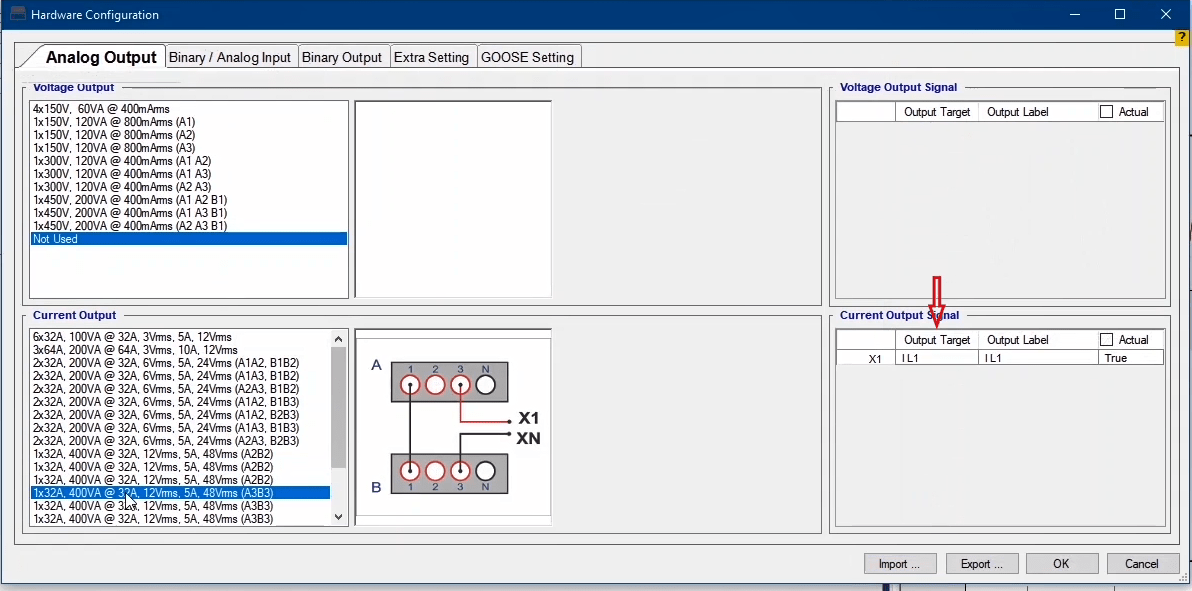 Hardware Configuration
?
Analog Output
Binary / Analog Input
Binary Output
Extra Setting
GOOSE Setting
Voltage Output
4x150V, 60VA @ 400mArms
1x150V, 120VA @ 800mArms (A1)
1x150V, 120VA @ 800mArms (A2)
1x150V, 120VA @ 800mArms (A3)
1x300V, 120VA @ 400mArms (A1 A2)
1x300V, 120VA @ 400mArms (A1 A3)
1x300V, 120VA @ 400mArms (A2 A3)
1x450V, 200VA @ 400mArms (A1 A2 B1)
1x450V, 200VA @ 400mArms (A1 A3 B1)
1x450V, 200VA @ 400mArms (A2 A3 B1)
Not Used
Voltage Output Signal
Output Target Output Label Actual
Current Output
6x32A, 100VA @ 32A, 3Vrms, 5A, 12Vrms
3x64A, 200VA @ 64A, 3Vrms, 10A, 12Vrms
2x32A, 200VA @ 32A, 6Vrms, 5A, 24Vrms (A1A2, B1B2)
2x32A, 200VA @ 32A, 6Vrms, 5A, 24Vrms (A1A3, B1B2)
2x32A, 200VA @ 32A, 6Vrms, 5A, 24Vrms (A2A3, B1B2)
2x32A, 200VA @ 32A, 6Vrms, 5A, 24Vrms (A1A2, B1B3)
2x32A, 200VA @ 32A, 6Vrms, 5A, 24Vrms (A1A2, B2B3)
2x32A, 200VA @ 32A, 6Vrms, 5A, 24Vrms (A1A3, B1B3)
2x32A, 200VA @ 32A, 6Vrms, 5A, 24Vrms (A2A3, B2B3)
1x32A, 400VA @ 32A, 12Vrms, 5A, 48Vrms (A2B2)
1x32A, 400VA @ 32A, 12Vrms, 5A, 48Vrms (A2B2)
1x32A, 400VA @ 32A, 12Vrms, 5A, 48Vrms (A2B2)
1x32A, 400VA @ 32A, 12Vrms, 5A, 48Vrms (A3B3)
1x32A, 400VA @ 32A, 12Vrms, 5A, 48Vrms (A3B3)
1x32A, 400VA @ 32A, 12Vrms, 5A, 48Vrms (A3B3)
A 1 2 3 N
X1
XN
B 1 2 3 N
Current Output Signal
Output Target Output Label Actual
X1 I L1 I L1 True
Import ...
Export ...
OK
Cancel